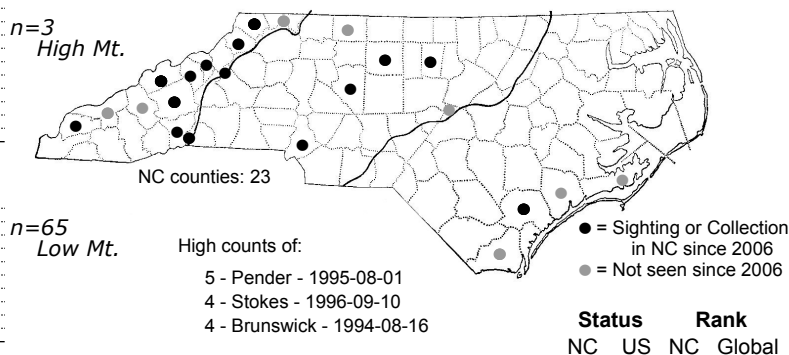 n=3
High Mt.
NC counties: 23
n=65
Low Mt.
High counts of:
5 - Pender - 1995-08-01
4 - Stokes - 1996-09-10
4 - Brunswick - 1994-08-16
● = Sighting or Collection
in NC since 2006
● = Not seen since 2006
Status Rank
NC US NC Global